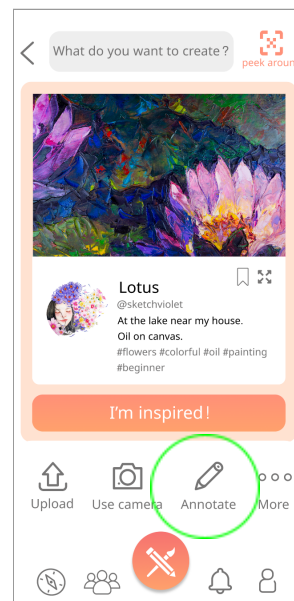 What do you want to create?
peek aroun
Lotus
@sketchviolet
At the lake near my house.
Oil on canvas.
#flowers #colorful #oil #painting
#beginner
I'm inspired!
Upload Use camera Annotate More